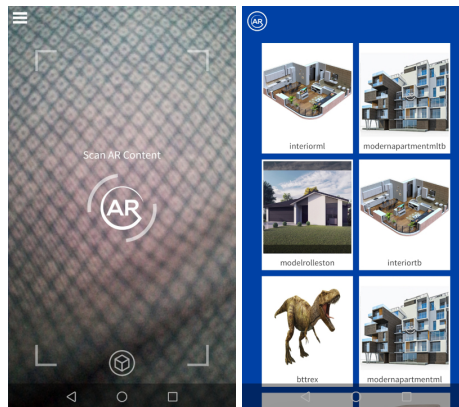 Scan AR Content
AR
AR
interiorml
modernapartmentmltb
modelrolleston
interiortb
bttrex
modernapartmentml